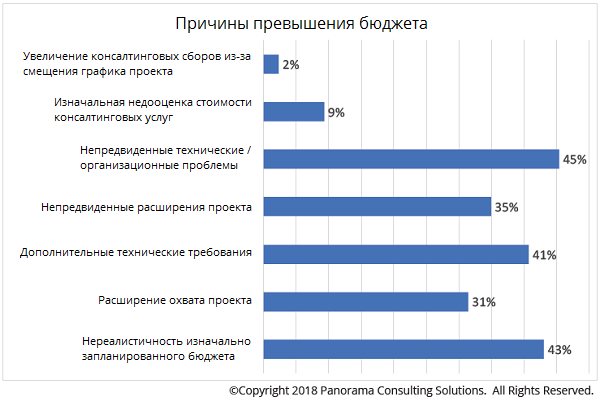 Причины превышения бюджета
Увеличение консалтинговых сборов из-за
смещения графика проекта
2%
Изначальная недооценка стоимости
консалтинговых услуг
9%
Непредвиденные технические /
организационные проблемы
45%
Непредвиденные расширения проекта
35%
Дополнительные технические требования
41%
Расширение охвата проекта
31%
Нереалистичность изначально
запланированного бюджета
43%
©Copyright 2018 Panorama Consulting Solutions. All Rights Reserved.